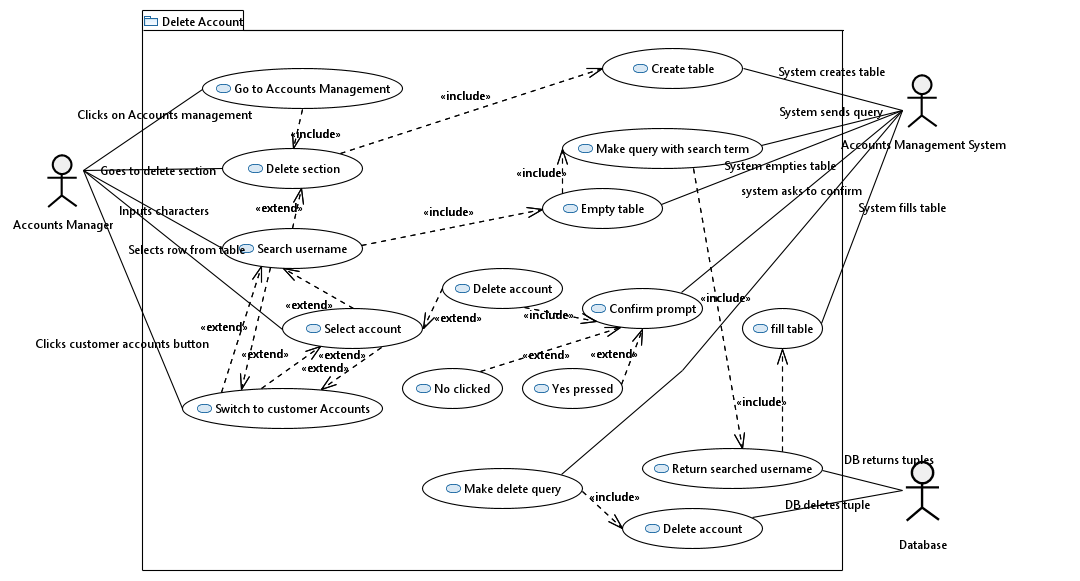 Delete Account
Create table
System creates table
Go to Accounts Management
«include»
Clicks on Accounts management
System sends query
«include»
Make query with search term
Accounts Management System
Delete section
Goes to delete section
System empties table
«include»
system asks to confirm
Inputs characters
«extend»
«include»
Empty table
System fills table
Accounts Manager
Selects row from table
Search username
Delete account
«include»
«extend»
Confirm prompt
«include»
«extend»
«extend»
Select account
fill table
Clicks customer accounts button
«extend»
«extend»
«extend»
«extend»
«extend»
No clicked
Yes pressed
«include»
Switch to customer Accounts
DB returns tuples
Return searched username
Make delete query
«include»
DB deletes tuple
Delete account
Database